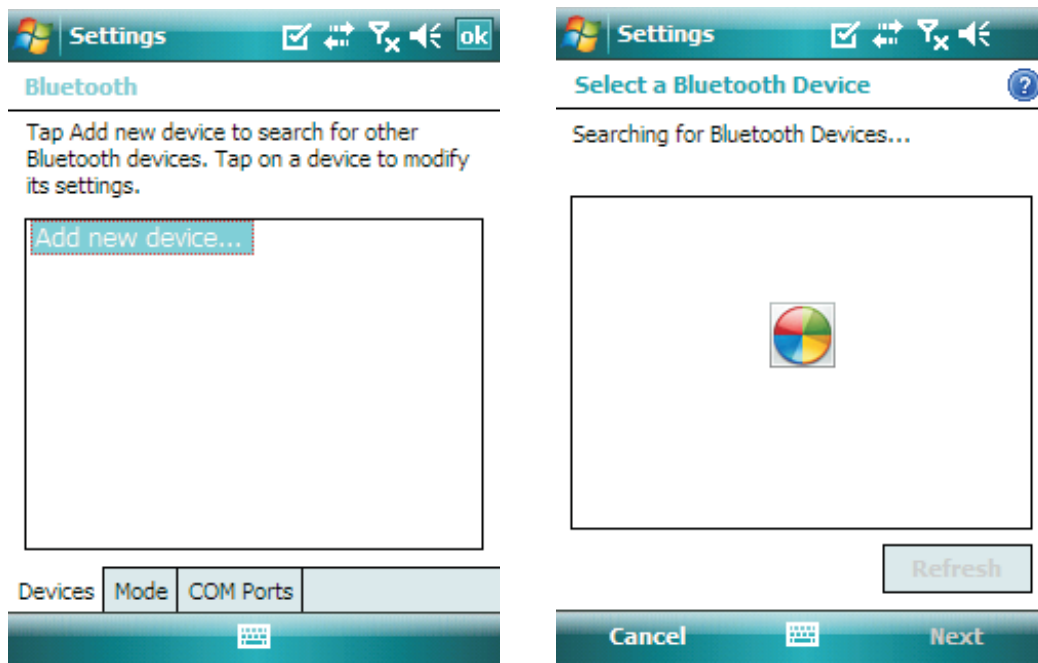 Settings
ok
Bluetooth
Tap Add new device to search for other
Bluetooth devices. Tap on a device to modify
its settings.
Add new device...
Devices
Mode
COM Ports
Settings
Select a Bluetooth Device
?
Searching for Bluetooth Devices...
Refresh
Cancel
Next